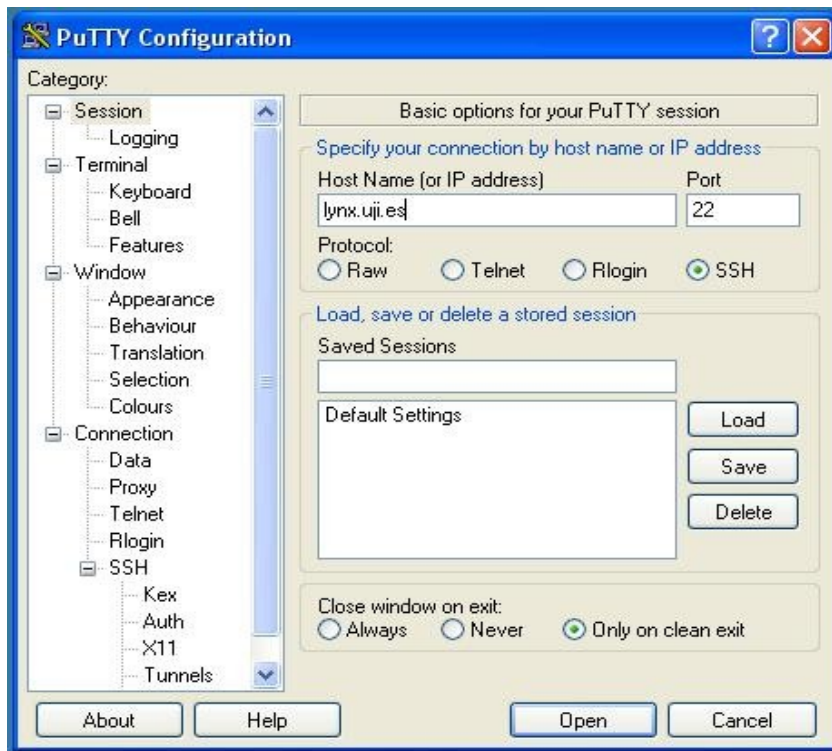 PuTTY Configuration
Category:
Session
Logging
Terminal
Keyboard
Bell
Features
Window
Appearance
Behaviour
Translation
Selection
Colours
Connection
Data
Proxy
Telnet
Rlogin
SSH
Kex
Auth
X11
Tunnels
Basic options for your PuTTY session
Specify your connection by host name or IP address
Host Name (or IP address) Port
lynx.uji.es 22
Protocol:
Raw Telnet Rlogin SSH
Load, save or delete a stored session
Saved Sessions
Default Settings
Load
Save
Delete
Close window on exit:
Always Never Only on clean exit
About Help Open Cancel